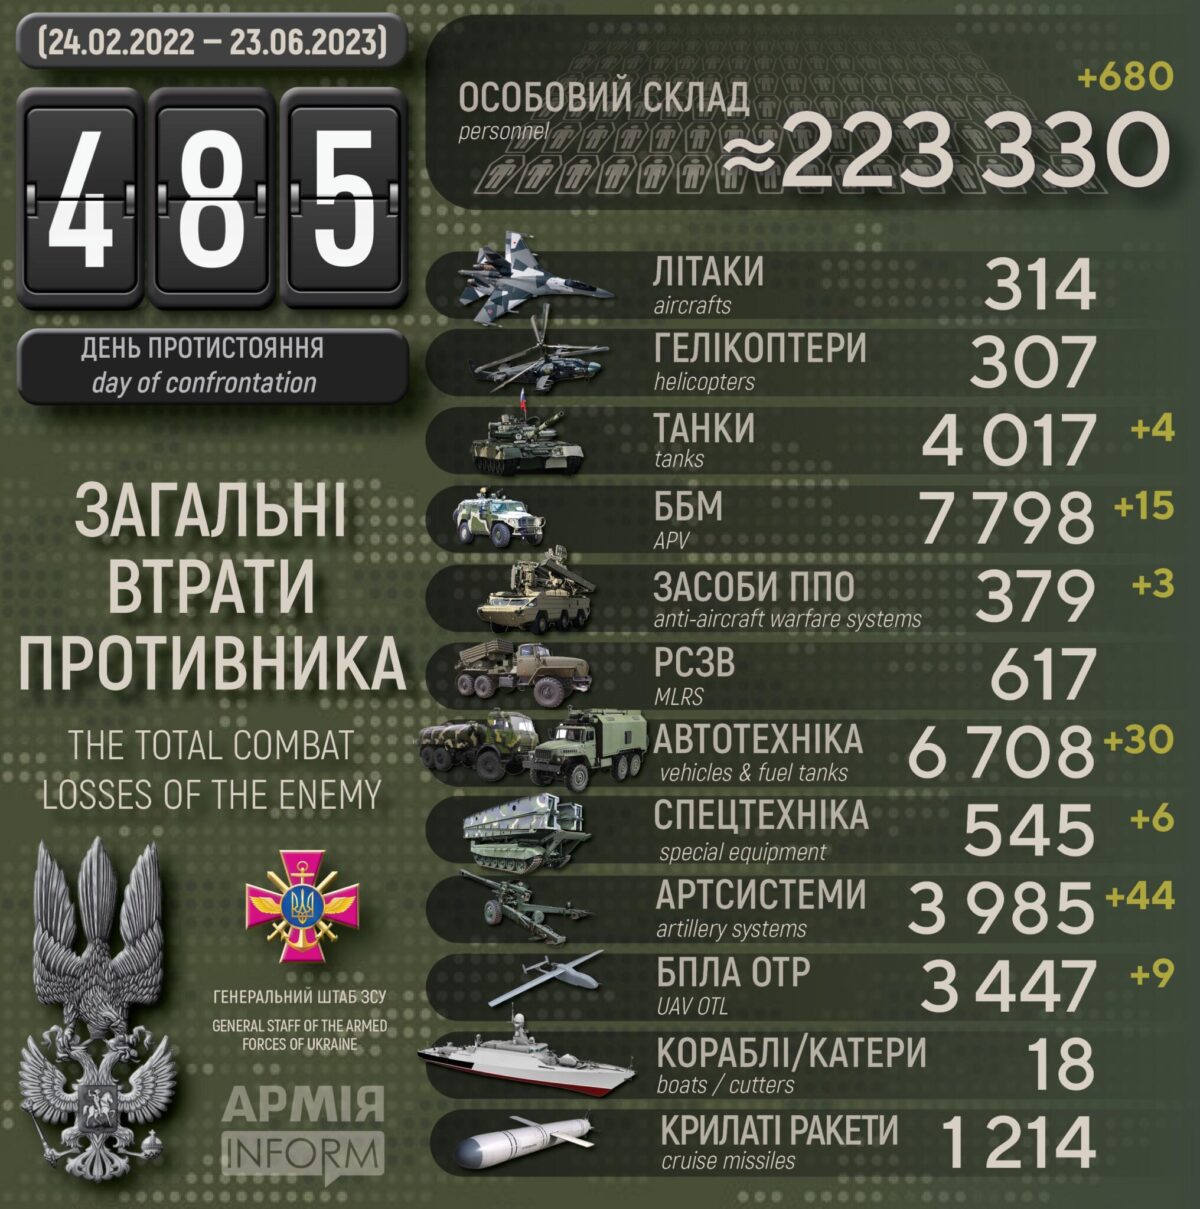 (24.02.2022 – 23.06.2023)
485
ДЕНЬ ПРОТИСТОЯННЯ
day of confrontation
ЗАГАЛЬНІ
ВТРАТИ
ПРОТИВНИКА
THE TOTAL COMBAT
LOSSES OF THE ENEMY
ГЕНЕРАЛЬНИЙ ШТАБ ЗСУ
GENERAL STAFF OF THE ARMED
FORCES OF UKRAINE
АРМІЯ
INFORM
ОСОБОВИЙ СКЛАД
personnel
+680
≈223 330
ЛІТАКИ
aircrafts
314
ГЕЛІКОПТЕРИ
helicopters
307
ТАНКИ
tanks
4 017 +4
ББМ
APV
7 798 +15
ЗАСОБИ ППО
anti-aircraft warfare systems
379 +3
РСЗВ
MLRS
617
АВТОТЕХНІКА
vehicles & fuel tanks
6 708 +30
СПЕЦТЕХНІКА
special equipment
545 +6
АРТСИСТЕМИ
artillery systems
3 985 +44
БПЛА ОТР
UAV OTL
3 447 +9
КОРАБЛІ/КАТЕРИ
boats / cutters
18
КРИЛАТІ РАКЕТИ
cruise missiles
1 214